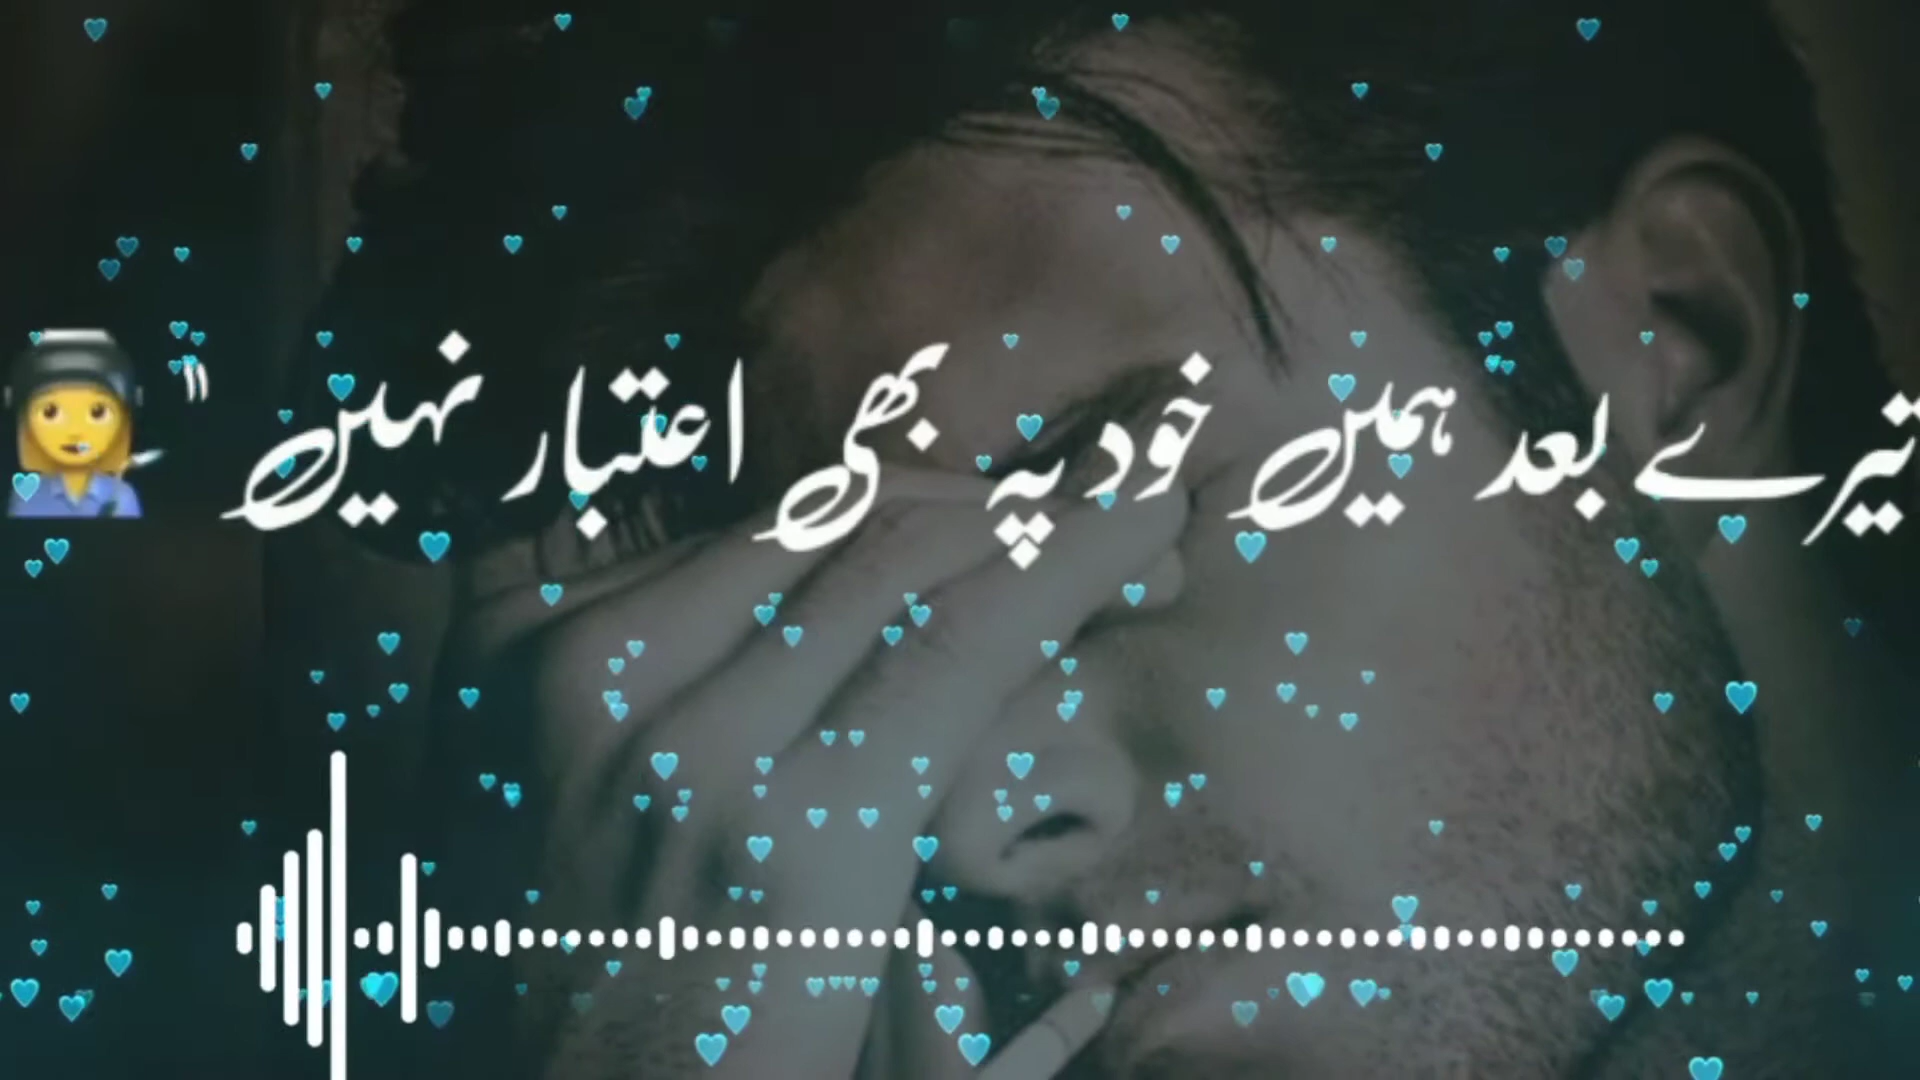 تیرے بعد ہمیں خود پہ بھی اعتبار نہیں "